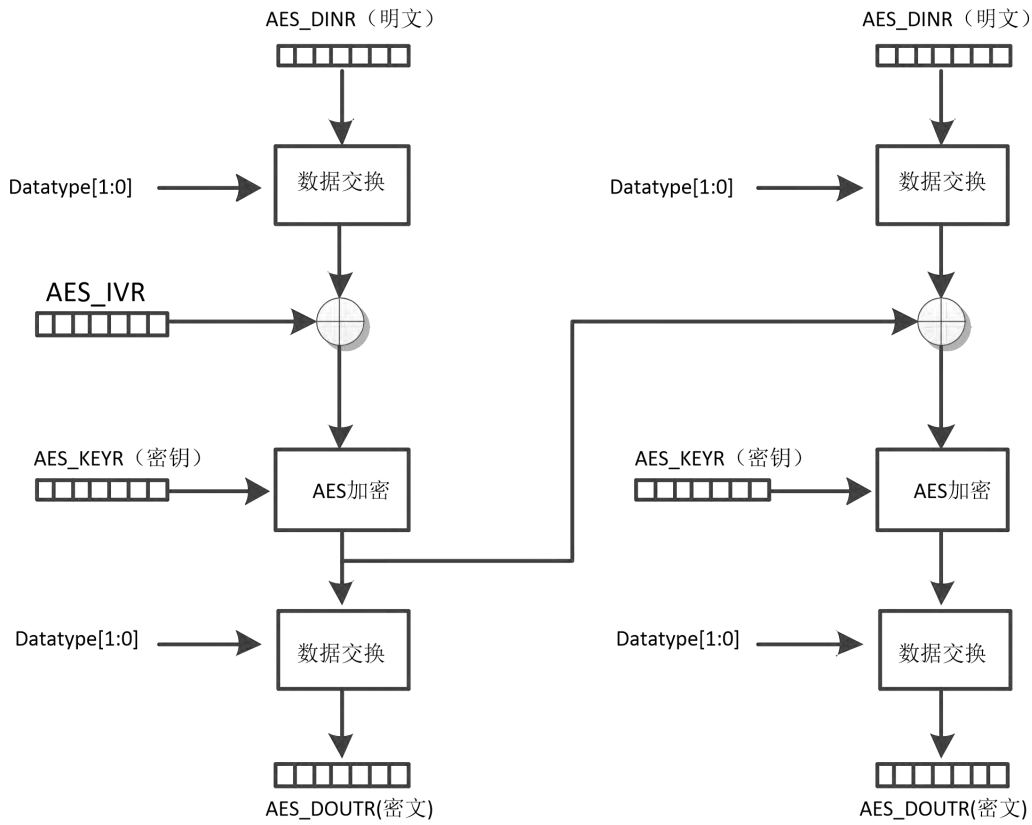 AES_DINR（明文）
AES_DINR（明文）
数据交换
数据交换
Datatype[1:0]
Datatype[1:0]
AES_IVR
AES_KEYR（密钥）
AES_KEYR（密钥）
AES加密
AES加密
Datatype[1:0]
Datatype[1:0]
数据交换
数据交换
AES_DOUTR(密文)
AES_DOUTR(密文)